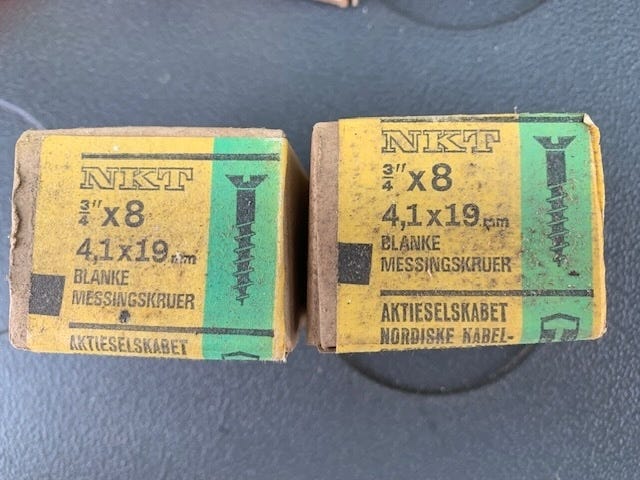 NKT
3/4" x 8
4,1 x 19 mm
BLANKE
MESSINGSKRUER
AKTIESELSKABET
NKT
3/4" x 8
4,1 x 19 mm
BLANKE
MESSINGSKRUER
AKTIESELSKABET
NORDISKE KABEL-